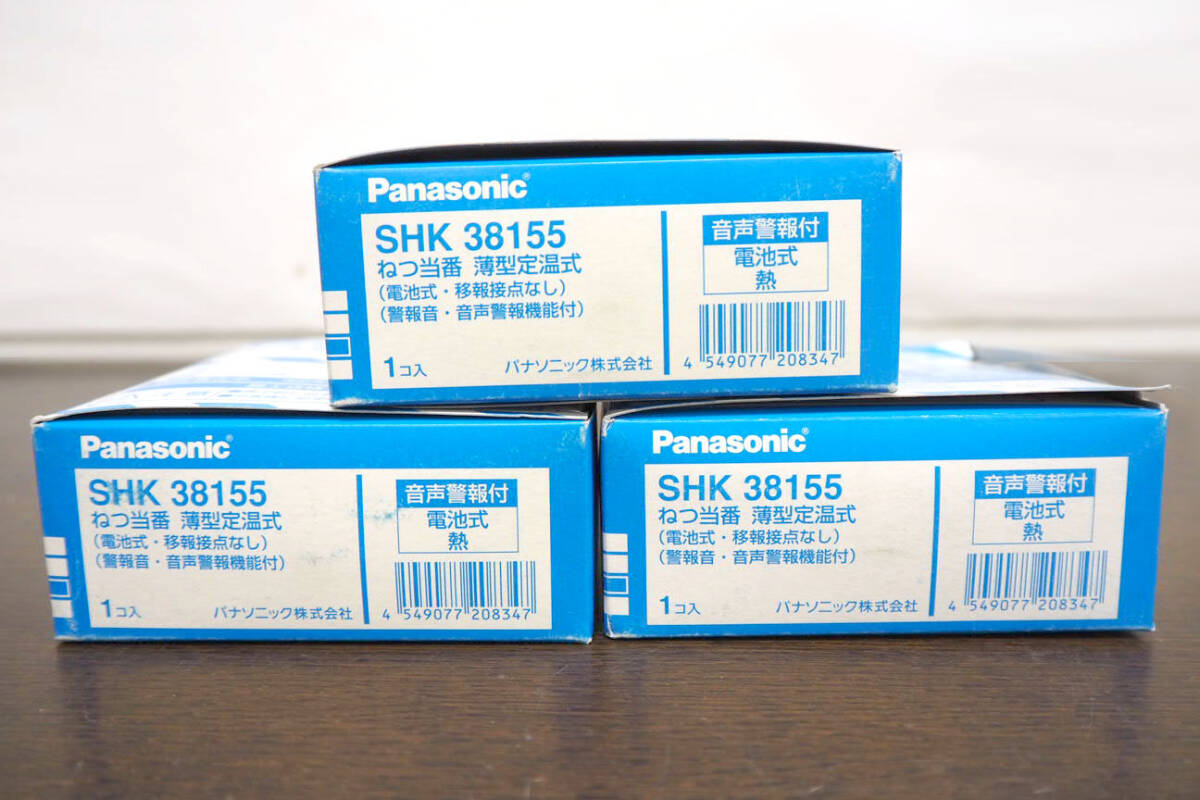 Panasonic®
SHK 38155
ねつ当番 薄型定温式
(電池式・移報接点なし)
(警報音・音声警報機能付)
1コ入 パナソニック株式会社
音声警報付
電池式
熱
4 549077 208347
Panasonic®
SHK 38155
ねつ当番 薄型定温式
(電池式・移報接点なし)
(警報音・音声警報機能付)
1コ入 パナソニック株式会社
音声警報付
電池式
熱
4 549077 208347
Panasonic®
SHK 38155
ねつ当番 薄型定温式
(電池式・移報接点なし)
(警報音・音声警報機能付)
1コ入 パナソニック株式会社
音声警報付
電池式
熱
4 549077 208347